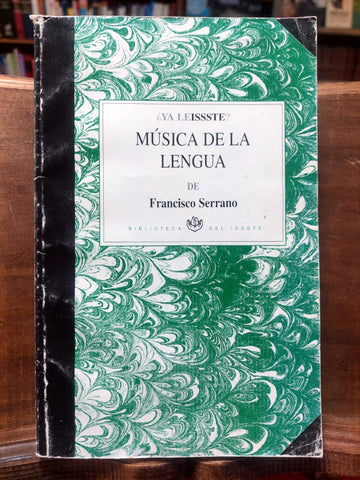 ¿YA LEISSSTE?
MÚSICA DE LA
LENGUA
DE
Francisco Serrano
BIBLIOTECA DEL ISSSTE